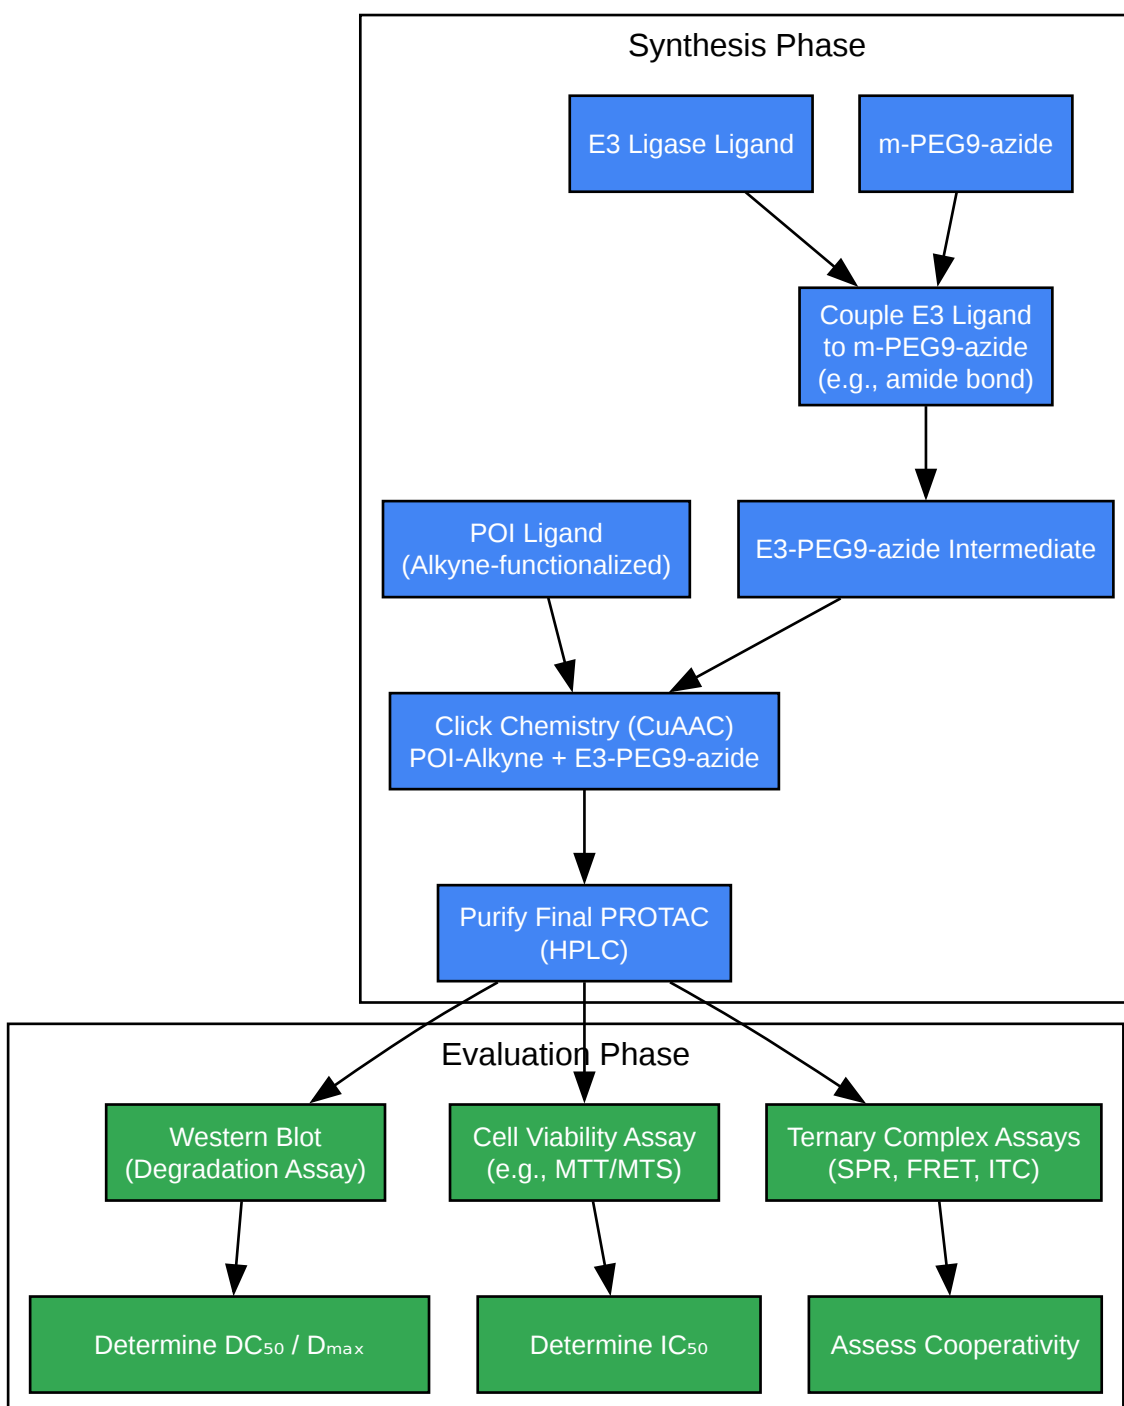 Synthesis Phase
E3 Ligase Ligand
m-PEG9-azide
Couple E3 Ligand
to m-PEG9-azide
(e.g., amide bond)
POI Ligand
(Alkyne-functionalized)
E3-PEG9-azide Intermediate
Click Chemistry (CuAAC)
POI-Alkyne + E3-PEG9-azide
Purify Final PROTAC
(HPLC)
Evaluation Phase
Western Blot
(Degradation Assay)
Cell Viability Assay
(e.g., MTT/MTS)
Ternary Complex Assays
(SPR, FRET, ITC)
Determine DC₅₀ / Dₘₐₓ
Determine IC₅₀
Assess Cooperativity